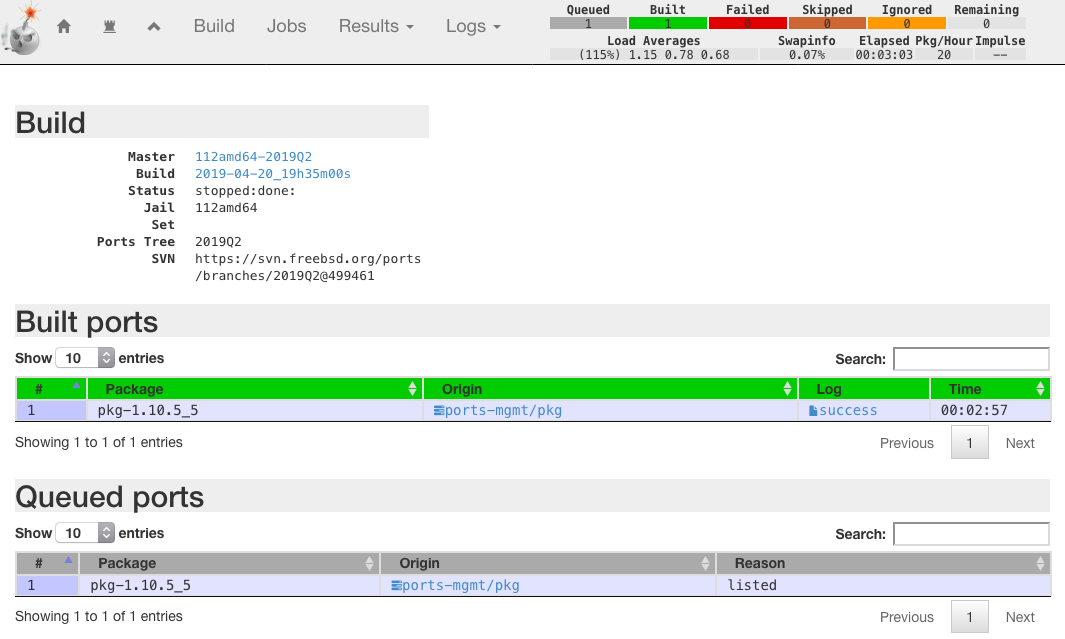 Build Jobs Results Logs
Queued Built Failed Skipped Ignored Remaining
1 1 0 0 0 0
Load Averages Swapinfo Elapsed Pkg/Hour Impulse
(115%) 1.15 0.78 0.68 0.07% 00:03:03 20 --
Build
Master 112amd64-2019Q2
Build 2019-04-20_19h35m00s
Status stopped:done:
Jail 112amd64
Set
Ports Tree 2019Q2
SVN https://svn.freebsd.org/ports
/branches/2019Q2@499461
Built ports
Show 10 entries Search:
# Package Origin Log Time
1 pkg-1.10.5_5 ports-mgmt/pkg success 00:02:57
Showing 1 to 1 of 1 entries Previous 1 Next
Queued ports
Show 10 entries Search:
# Package Origin Reason
1 pkg-1.10.5_5 ports-mgmt/pkg listed
Showing 1 to 1 of 1 entries Previous 1 Next